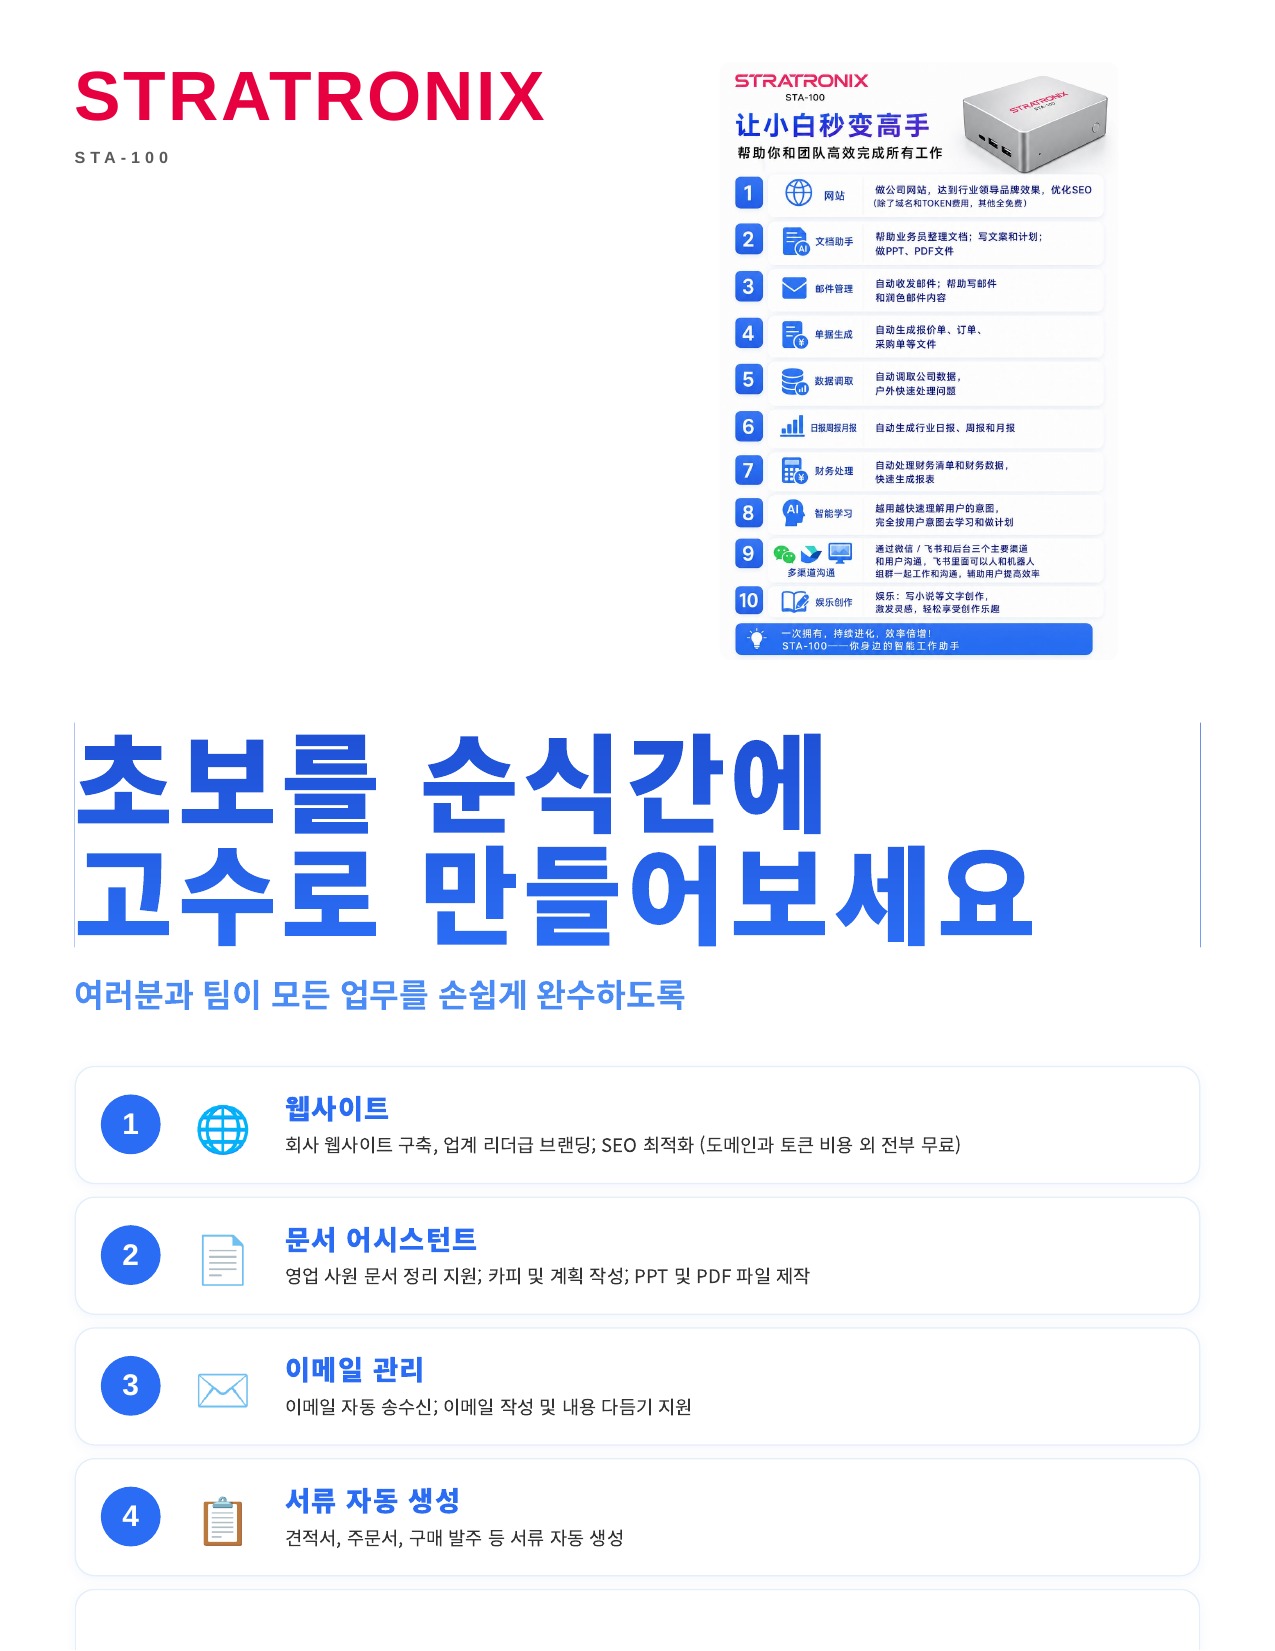 STRATRONIX
STA-100
STRATRONIX
STA-100
让小白秒变高手
帮助你和团队高效完成所有工作
STRATRONIX
STA-100
1
网站
做公司网站，达到行业领导品牌效果，优化SEO
（除了域名和TOKEN费用，其他全免费）
2
AI
文档助手
帮助业务员整理文档；写文案和计划；
做PPT、PDF文件
3
邮件管理
自动收发邮件；帮助写邮件
和润色邮件内容
4
¥
单据生成
自动生成报价单、订单、
采购单等文件
5
数据调取
自动调取公司数据，
户外快速处理问题
6
日报周报月报
自动生成行业日报、周报和月报
7
¥
财务处理
自动处理财务清单和财务数据，
快速生成报表
8
AI
智能学习
越用越快速理解用户的意图，
完全按用户意图去学习和做计划
9
多渠道沟通
通过微信 / 飞书和后台三个主要渠道
和用户沟通，飞书里面可以人和机器人
组群一起工作和沟通，辅助用户提高效率
10
娱乐创作
娱乐：写小说等文字创作，
激发灵感，轻松享受创作乐趣
一次拥有，持续进化，效率倍增！
STA-100——你身边的智能工作助手
초보를 순식간에
고수로 만들어보세요
여러분과 팀이 모든 업무를 손쉽게 완수하도록
1
웹사이트
회사 웹사이트 구축, 업계 리더급 브랜딩; SEO 최적화 (도메인과 토큰 비용 외 전부 무료)
2
문서 어시스턴트
영업 사원 문서 정리 지원; 카피 및 계획 작성; PPT 및 PDF 파일 제작
3
이메일 관리
이메일 자동 송수신; 이메일 작성 및 내용 다듬기 지원
4
서류 자동 생성
견적서, 주문서, 구매 발주 등 서류 자동 생성